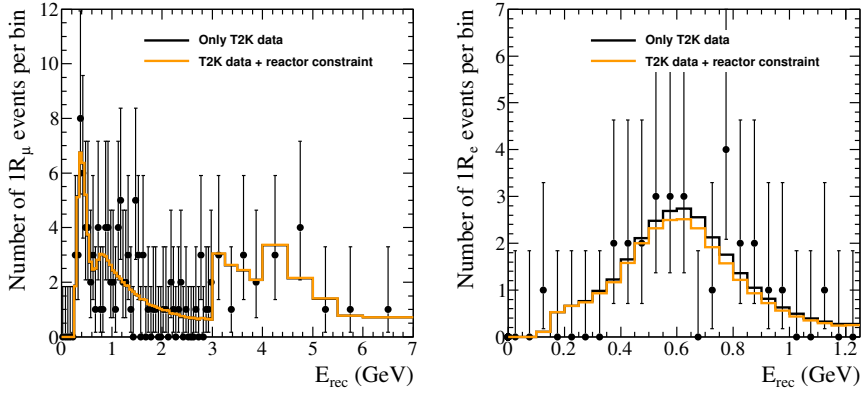 Number of 1Rμ events per bin
12
10
8
6
4
2
0
Only T2K data
T2K data + reactor constraint
0 1 2 3 4 5 6 7
Erec (GeV)
Number of 1Re events per bin
7
6
5
4
3
2
1
0
Only T2K data
T2K data + reactor constraint
0 0.2 0.4 0.6 0.8 1 1.2
Erec (GeV)